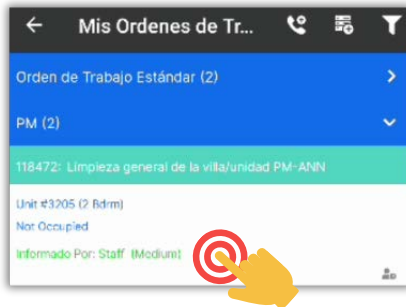 Mis Ordenes de Tr...
Orden de Trabajo Estándar (2)
PM (2)
118472: Limpieza general de la villa/unidad PM-ANN
Unit #3205 (2 Bdrm)
Not Occupied
Informado Por: Staff (Medium)